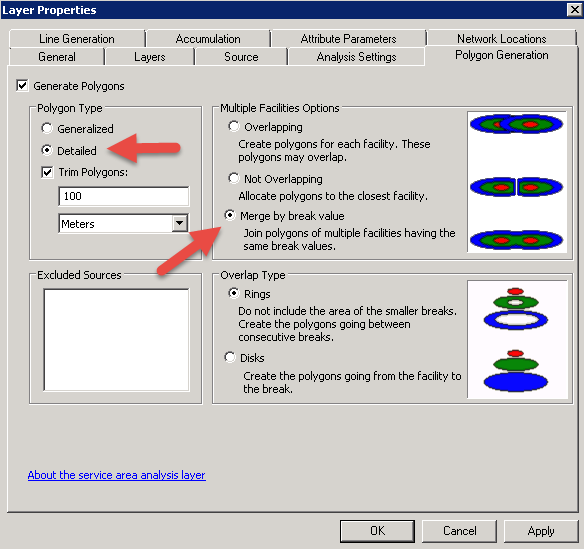 Layer Properties
Line Generation
Accumulation
Attribute Parameters
Network Locations
General
Layers
Source
Analysis Settings
Polygon Generation
Generate Polygons
Polygon Type
Generalized
Detailed
Trim Polygons:
100
Meters
Multiple Facilities Options
Overlapping
Create polygons for each facility. These
polygons may overlap.
Not Overlapping
Allocate polygons to the closest facility.
Merge by break value
Join polygons of multiple facilities having the
same break values.
Excluded Sources
Overlap Type
Rings
Do not include the area of the smaller breaks.
Create the polygons going between
consecutive breaks.
Disks
Create the polygons going from the facility to
the break.
About the service area analysis layer
OK
Cancel
Apply